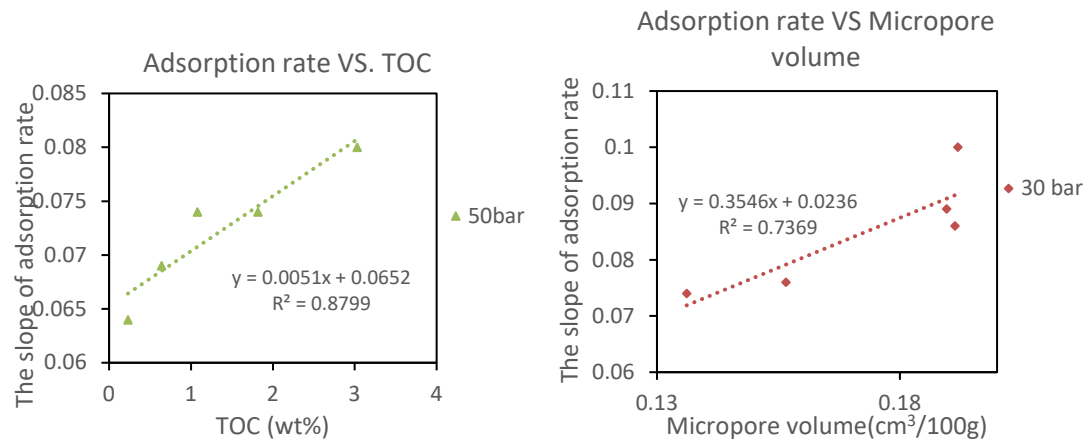 Adsorption rate VS. TOC
The slope of adsorption rate
0.085
0.08
0.075
0.07
0.065
0.06
0
1
2
3
4
TOC (wt%)
y = 0.0051x + 0.0652
R² = 0.8799
50bar
Adsorption rate VS Micropore
volume
The slope of adsorption rate
0.11
0.1
0.09
0.08
0.07
0.06
0.13
0.18
Micropore volume(cm³/100g)
y = 0.3546x + 0.0236
R² = 0.7369
30 bar